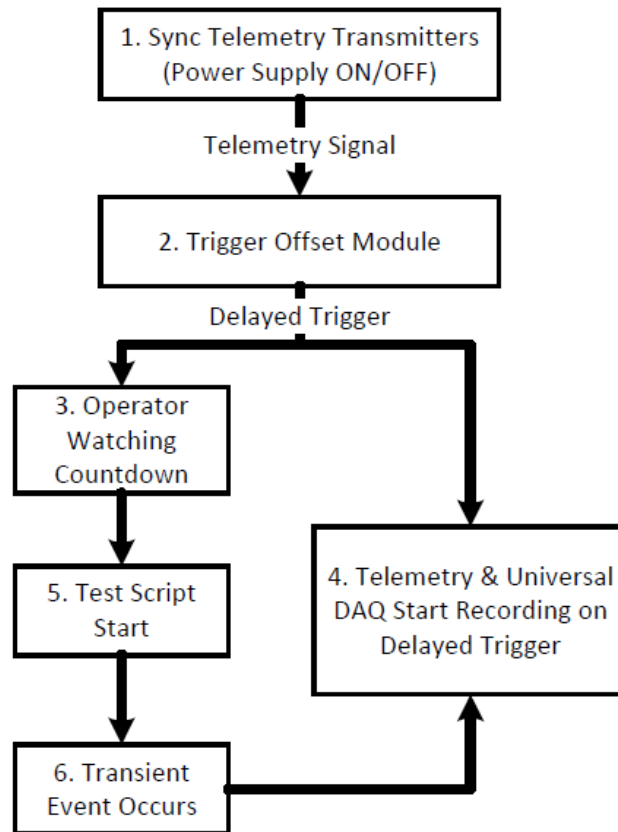 1. Sync Telemetry Transmitters
(Power Supply ON/OFF)
Telemetry Signal
2. Trigger Offset Module
Delayed Trigger
3. Operator
Watching
Countdown
4. Telemetry & Universal
DAQ Start Recording on
Delayed Trigger
5. Test Script
Start
6. Transient
Event Occurs